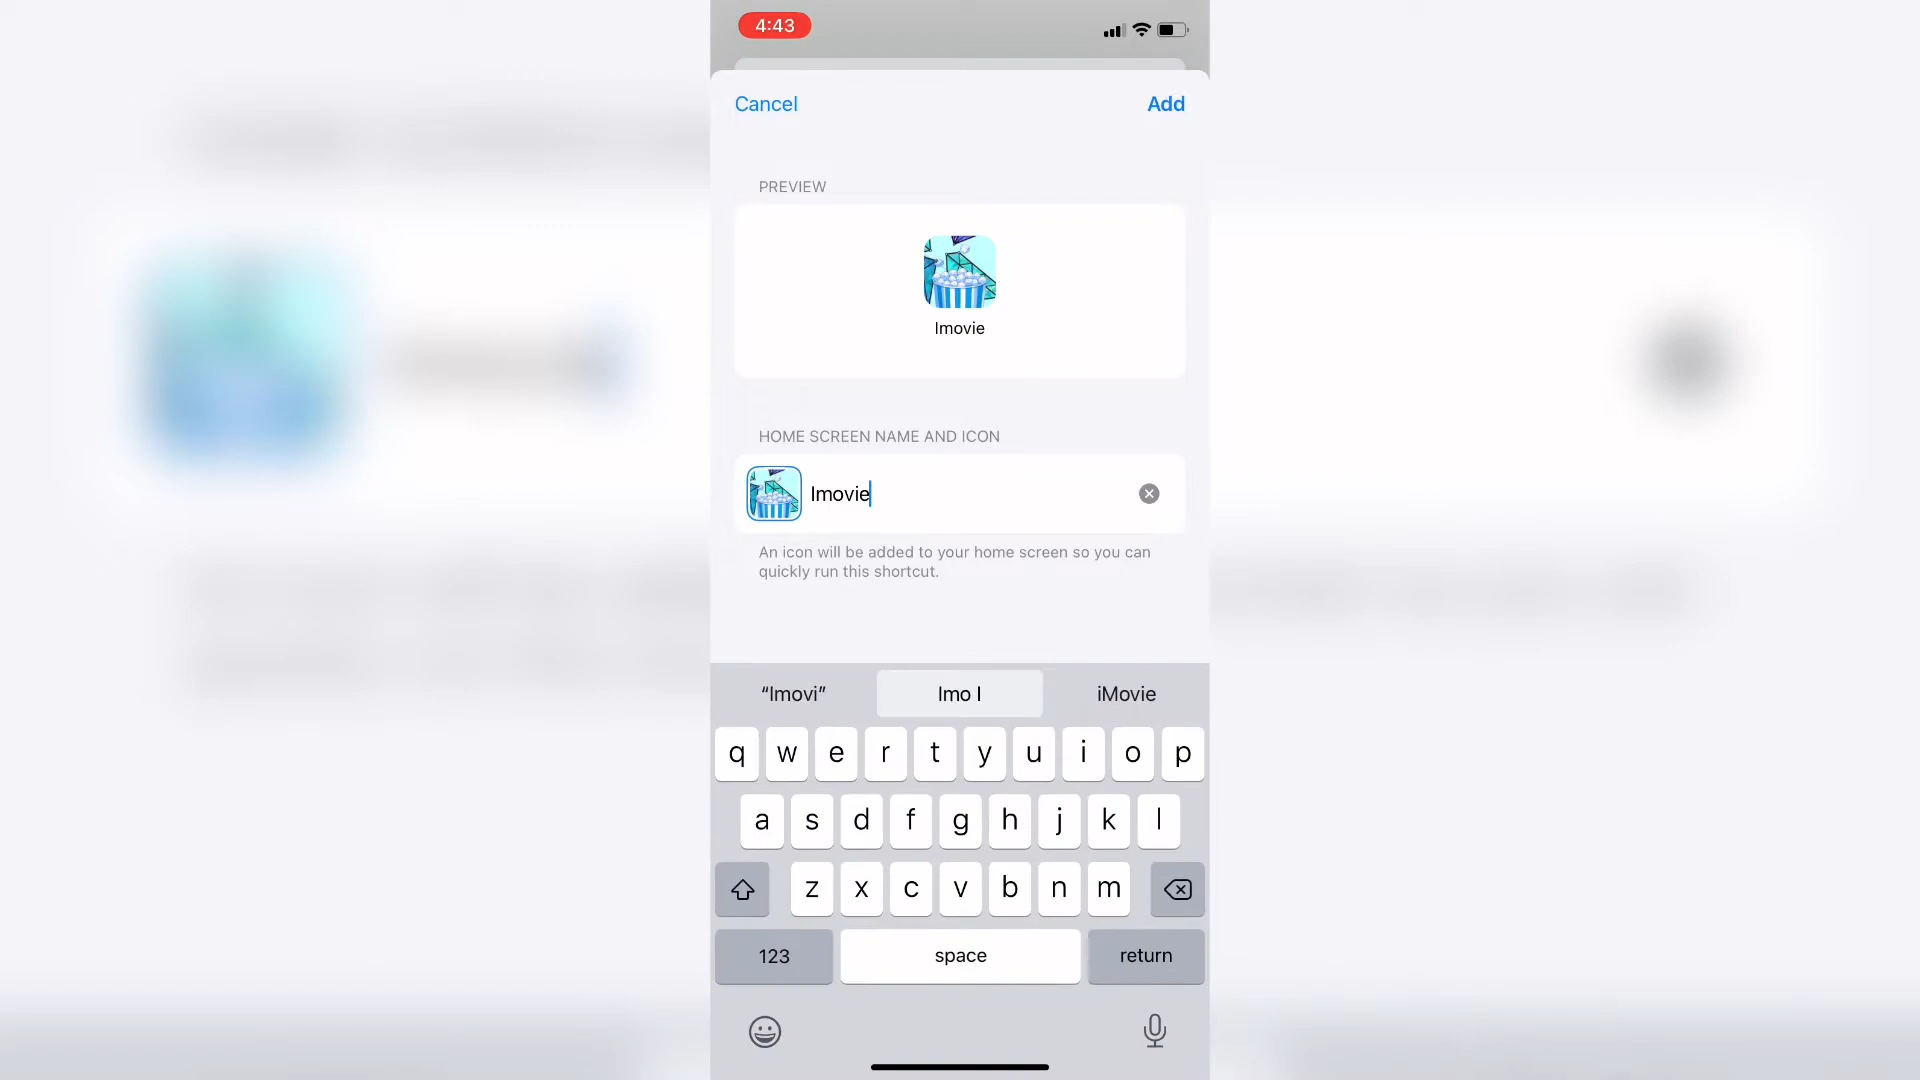 4:43
Cancel
Add
PREVIEW
Imovie
HOME SCREEN NAME AND ICON
Imovie
An icon will be added to your home screen so you can
quickly run this shortcut.
“Imovi”
Imo I
iMovie
q w e r t y u i o p
a s d f g h j k l
z x c v b n m
123
space
return